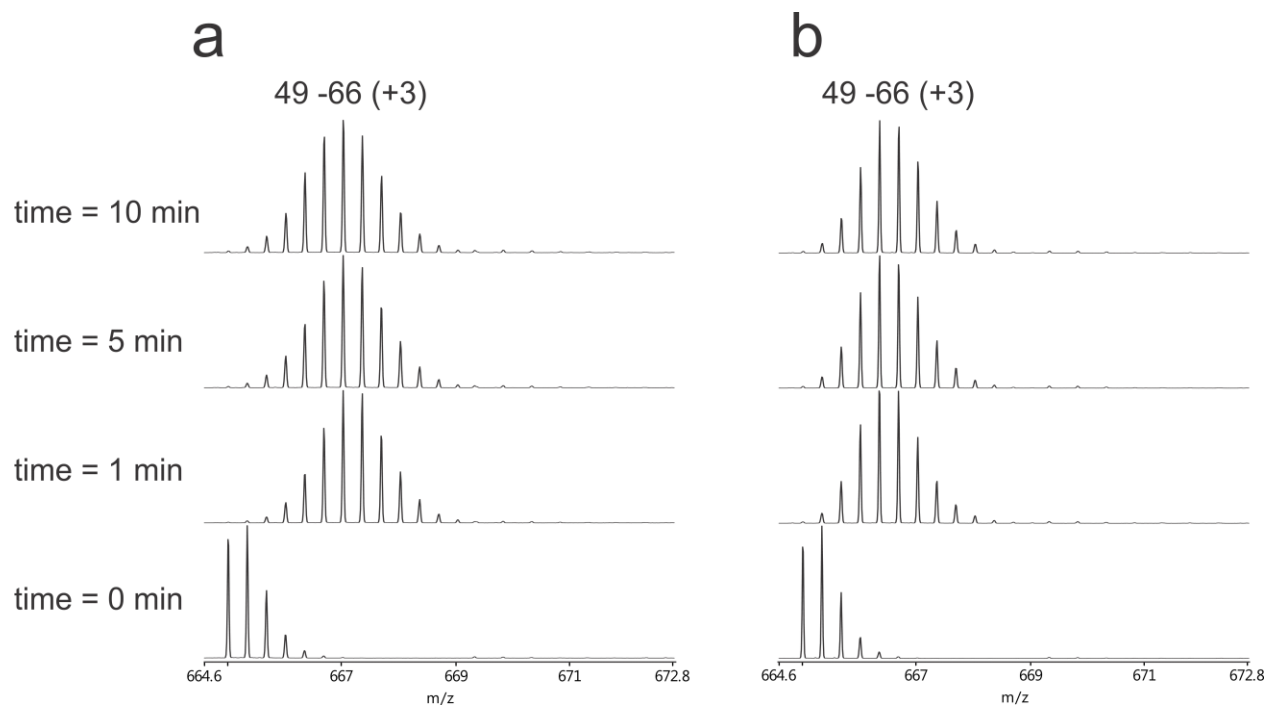 a
b
49 -66 (+3)
49 -66 (+3)
time = 10 min
time = 5 min
time = 1 min
time = 0 min
664.6 667 669 671 672.8
664.6 667 669 671 672.8
m/z
m/z